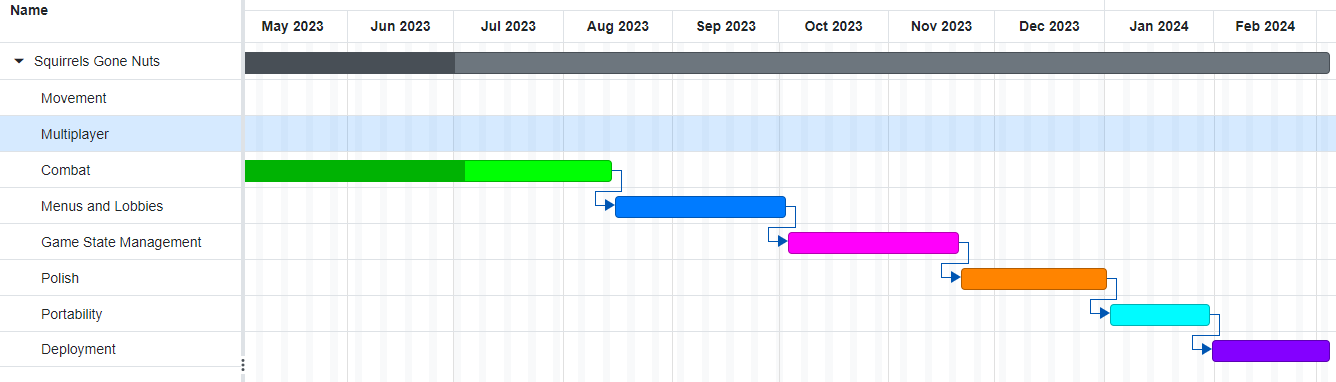 Name
May 2023 Jun 2023 Jul 2023 Aug 2023 Sep 2023 Oct 2023 Nov 2023 Dec 2023 Jan 2024 Feb 2024
Squirrels Gone Nuts
Movement
Multiplayer
Combat
Menus and Lobbies
Game State Management
Polish
Portability
Deployment